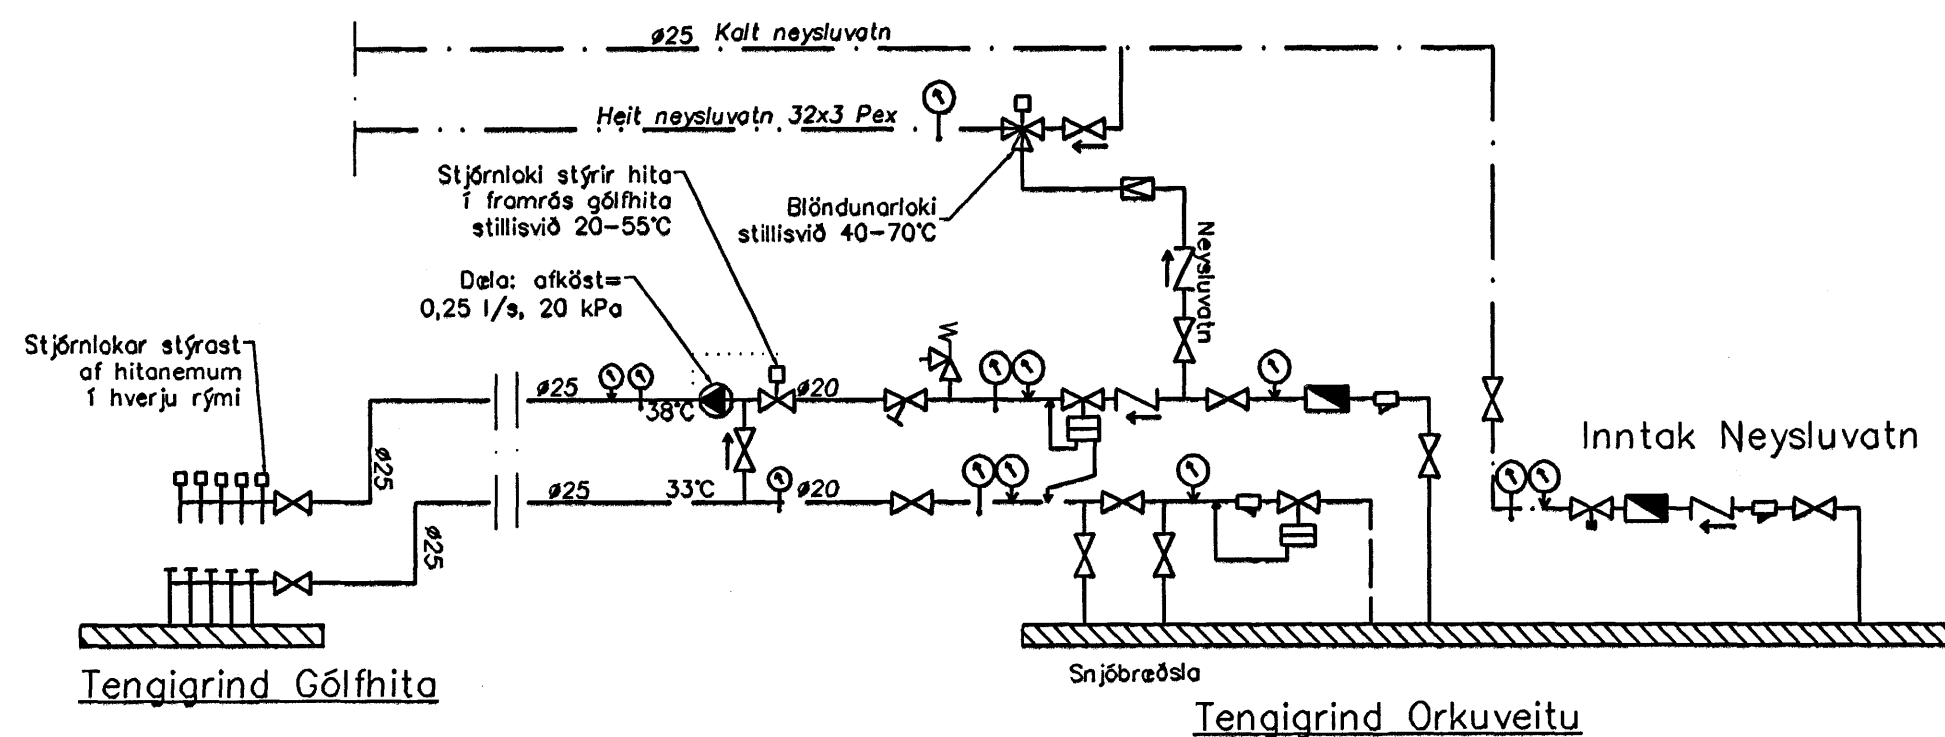 ø25 Kalt neysluvatn
Heit neysluvatn 32x3 Pex
Stjórnloki stýrir hita
í framrás gólfhita
stillisvið 20-55°C
Blöndunarloki
stillisvið 40-70°C
Neysluvatn
Dæla: afköst=
0,25 l/s, 20 kPa
Stjórnlokar stýrast
af hitanemum
í hverju rými
ø25
38°C
ø20
ø25
ø25
33°C
ø20
ø25
Inntak Neysluvatn
Snjóbræðsla
Tengigrind Gólfhita
Tengigrind Orkuveitu